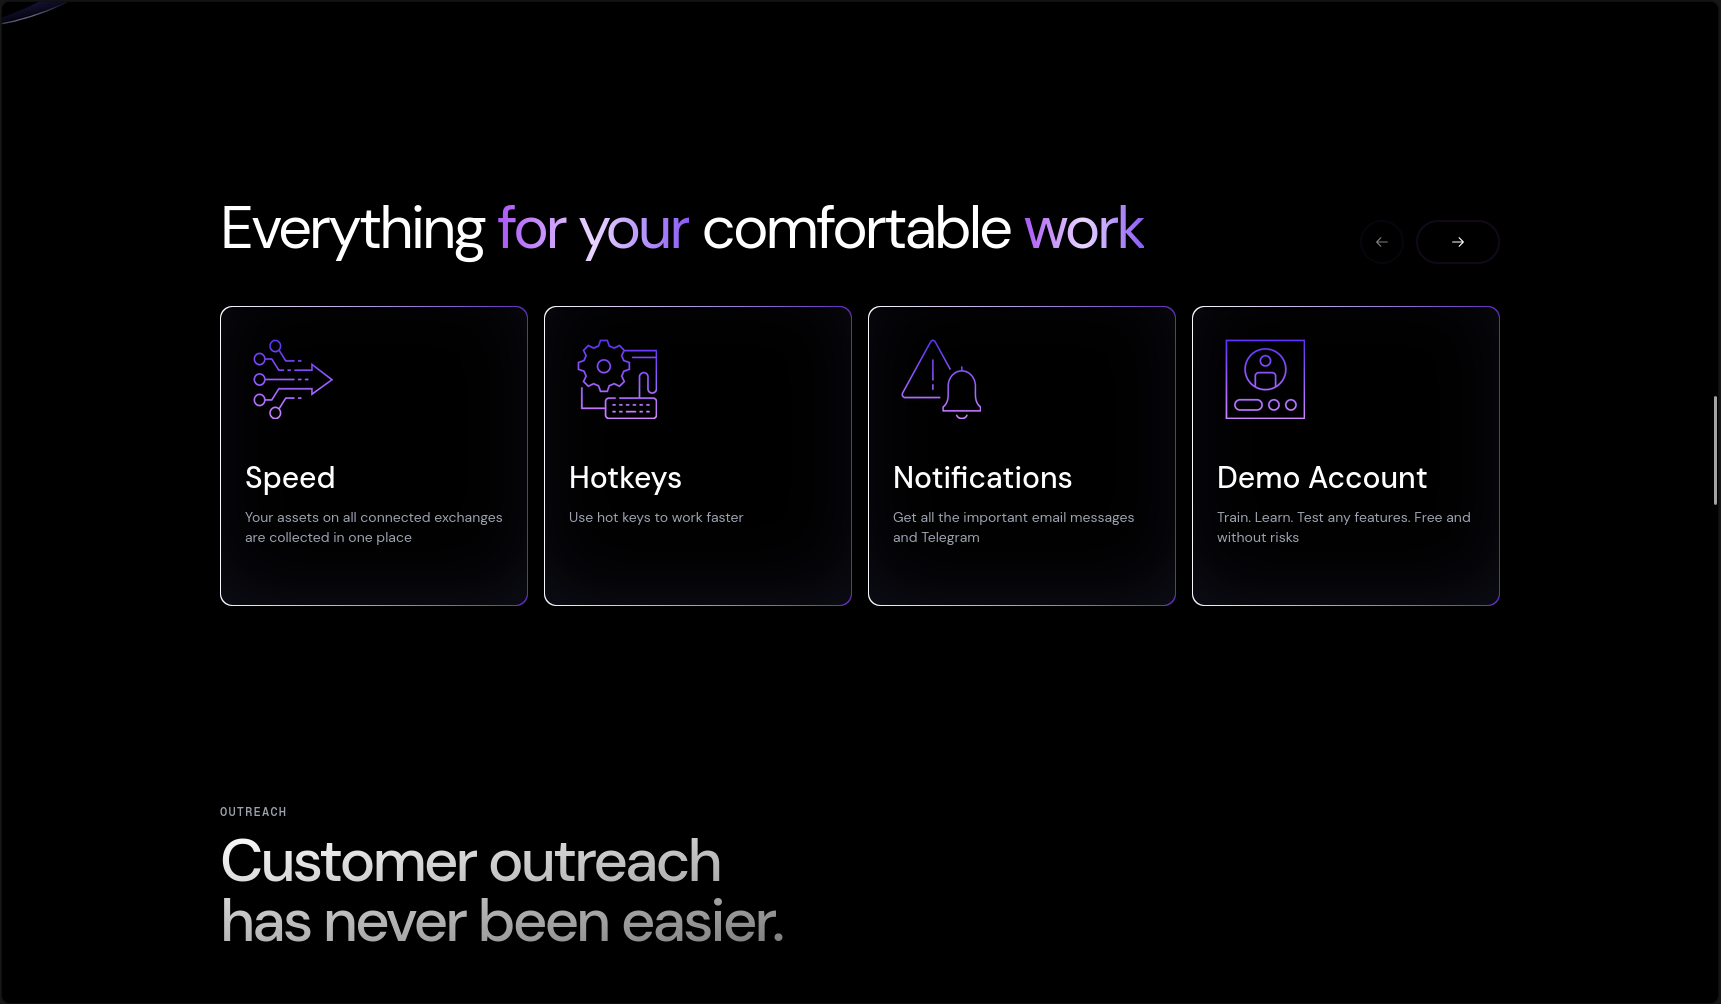 Everything for your comfortable work
Speed
Your assets on all connected exchanges
are collected in one place
Hotkeys
Use hot keys to work faster
Notifications
Get all the important email messages
and Telegram
Demo Account
Train. Learn. Test any features. Free and
without risks
OUTREACH
Customer outreach
has never been easier.